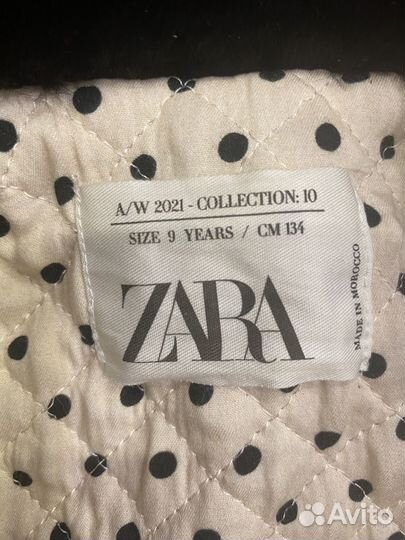 A/W 2021 - COLLECTION: 10
SIZE 9 YEARS / CM 134
ZARA
MADE IN MOROCCO
Avito